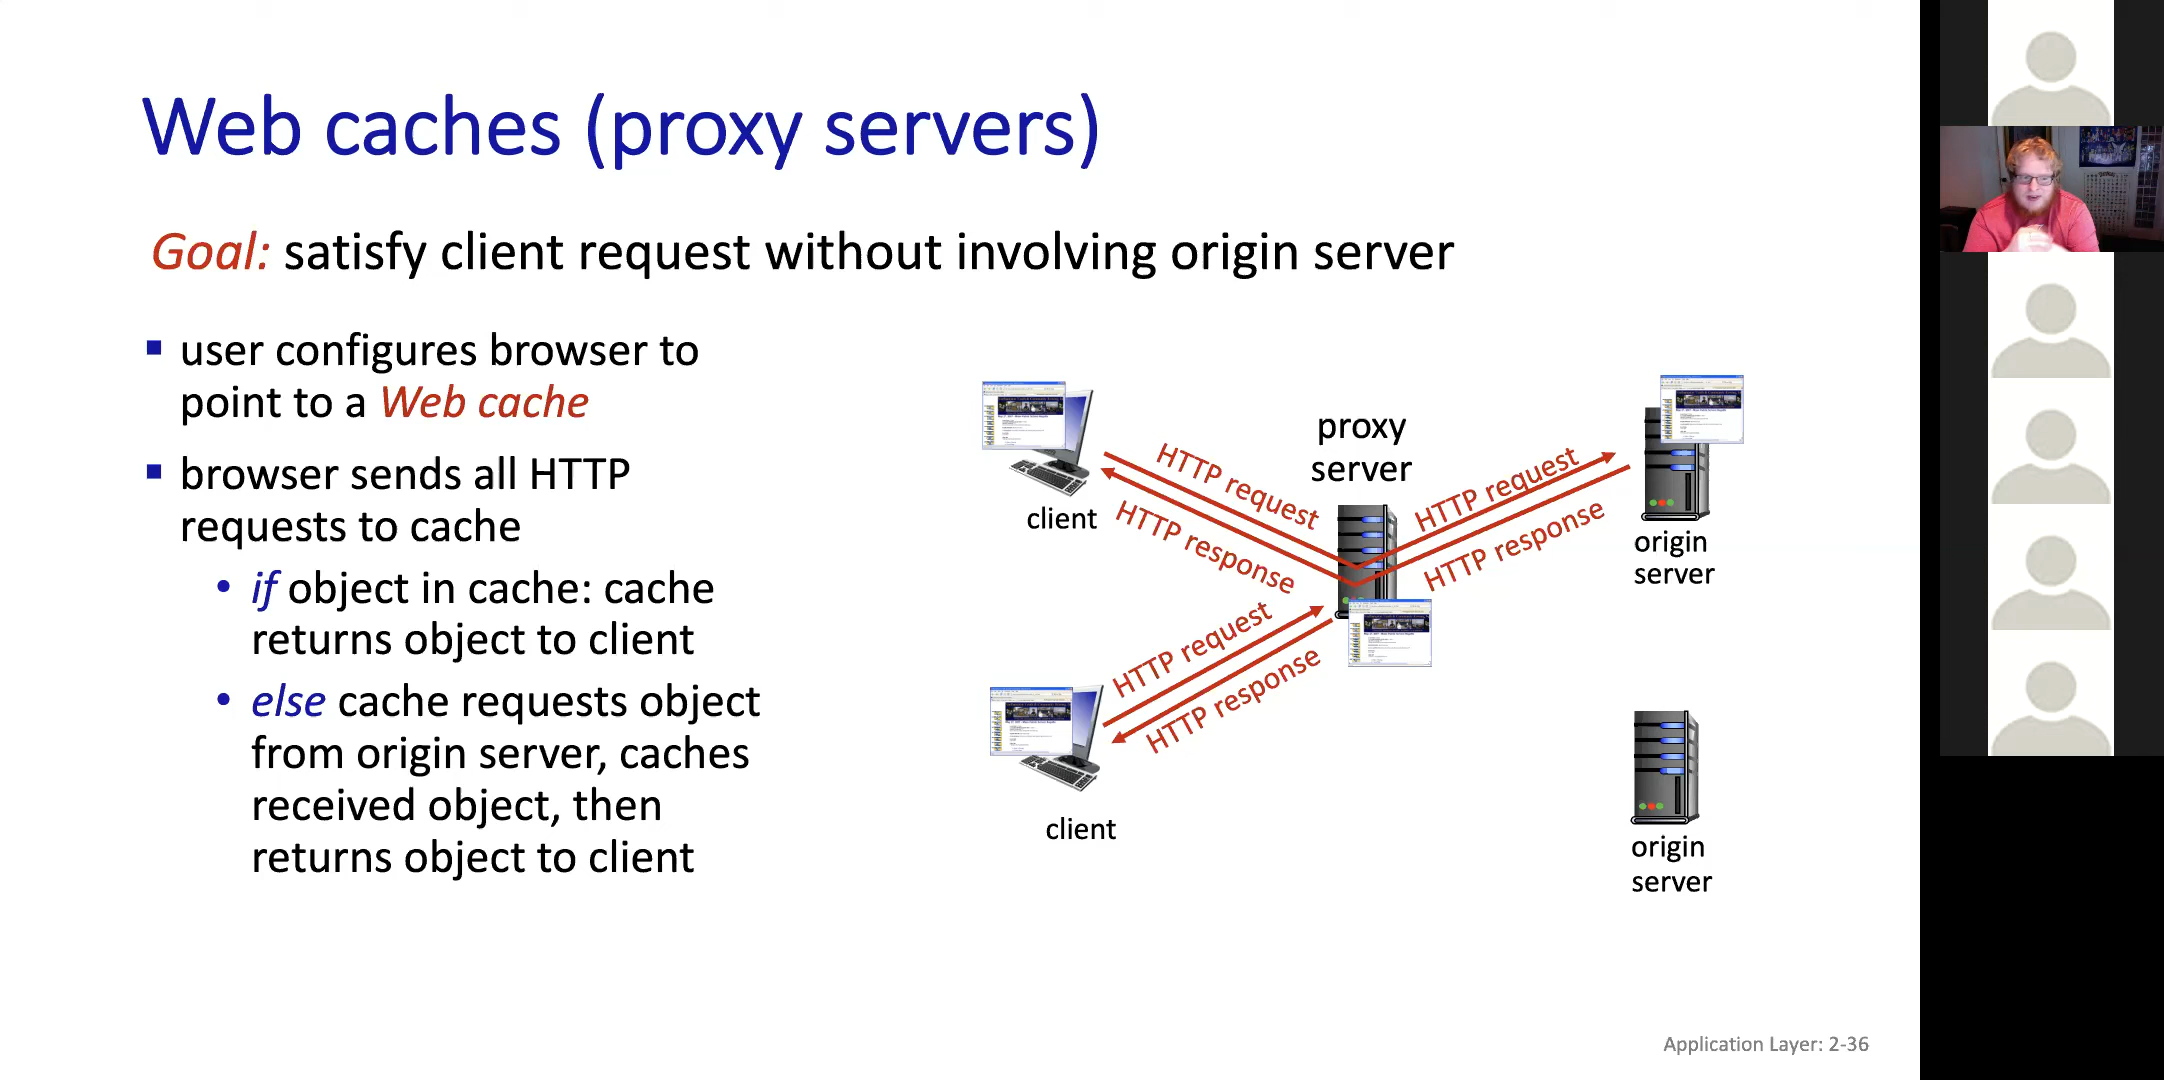 Web caches (proxy servers)
Goal: satisfy client request without involving origin server
user configures browser to
point to a Web cache
browser sends all HTTP
requests to cache
if object in cache: cache
returns object to client
else cache requests object
from origin server, caches
received object, then
returns object to client
client
HTTP request
HTTP response
proxy
server
HTTP request
HTTP response
origin
server
HTTP request
HTTP response
client
origin
server
Application Layer: 2-36